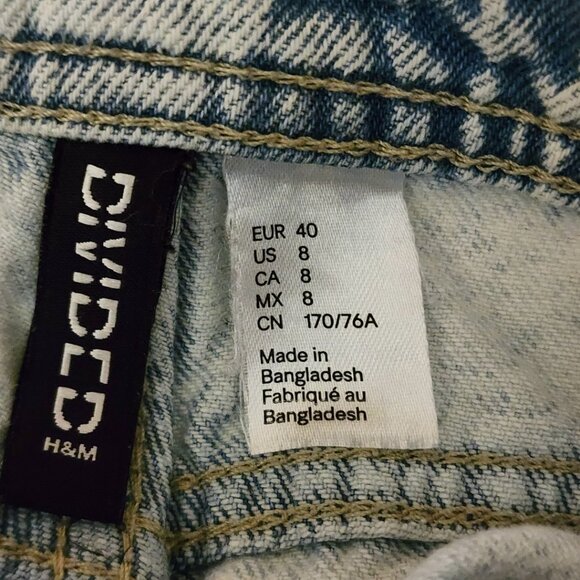 DIVIDED
H&M
EUR 40
US 8
CA 8
MX 8
CN 170/76A
Made in
Bangladesh
Fabriqué au
Bangladesh